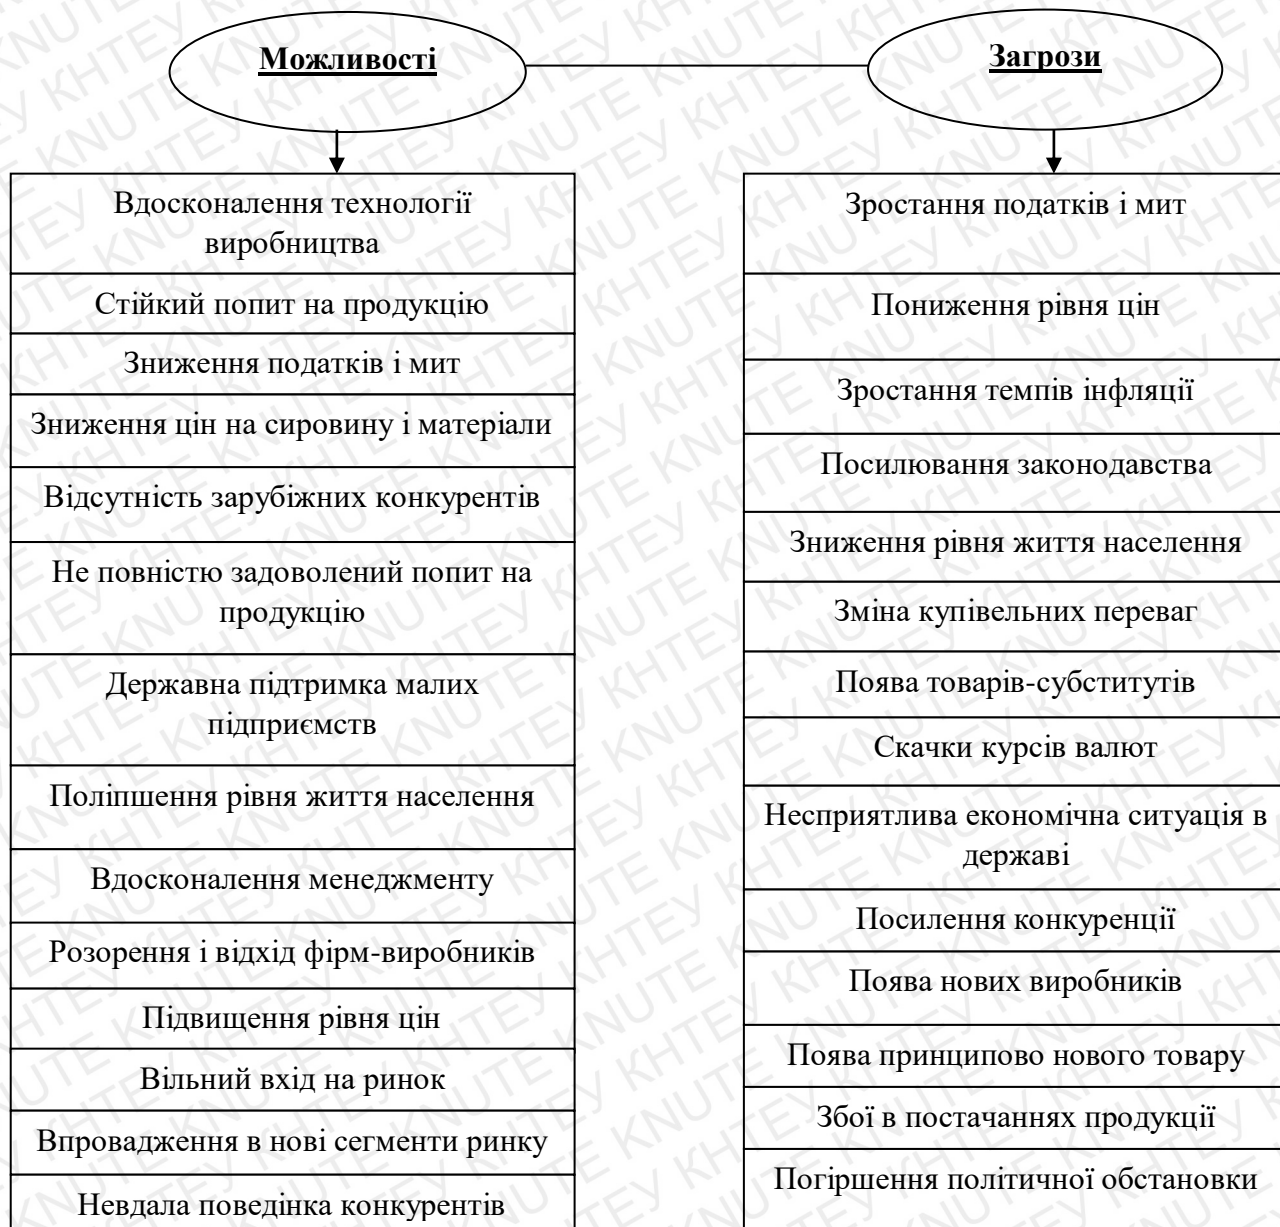 Можливості
Вдосконалення технології
виробництва
Стійкий попит на продукцію
Зниження податків і мит
Зниження цін на сировину і матеріали
Відсутність зарубіжних конкурентів
Не повністю задоволений попит на
продукцію
Державна підтримка малих
підприємств
Поліпшення рівня життя населення
Вдосконалення менеджменту
Розорення і відхід фірм-виробників
Підвищення рівня цін
Вільний вхід на ринок
Впровадження в нові сегменти ринку
Невдала поведінка конкурентів
Загрози
Зростання податків і мит
Пониження рівня цін
Зростання темпів інфляції
Посилювання законодавства
Зниження рівня життя населення
Зміна купівельних переваг
Поява товарів-субститутів
Скачки курсів валют
Несприятлива економічна ситуація в
державі
Посилення конкуренції
Поява нових виробників
Поява принципово нового товару
Збої в постачаннях продукції
Погіршення політичної обстановки